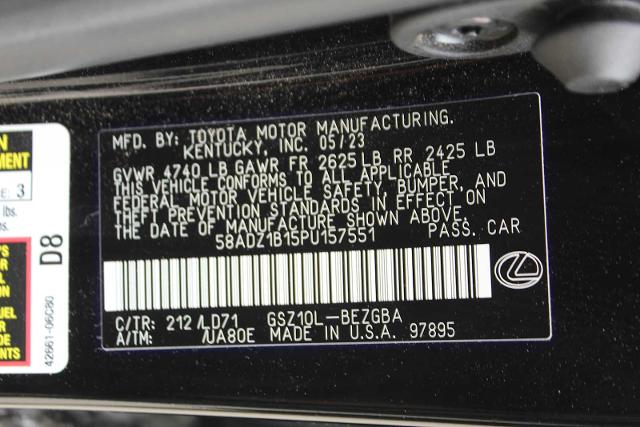 MFD. BY: TOYOTA MOTOR MANUFACTURING.
KENTUCKY, INC. 05/23
GVWR 4740 LB GAWR FR 2625 LB RR 2425 LB
THIS VEHICLE CONFORMS TO ALL APPLICABLE
FEDERAL MOTOR VEHICLE SAFETY, BUMPER, AND
THEFT PREVENTION STANDARDS IN EFFECT ON
THE DATE OF MANUFACTURE SHOWN ABOVE.
58ADZ1B15PU157551 PASS. CAR
C/TR: 212/LD71 GSZ10L-BEZGBA
A/TM: /UA80E MADE IN U.S.A. 97895
E: 3
lbs.
D8
42661-06C80